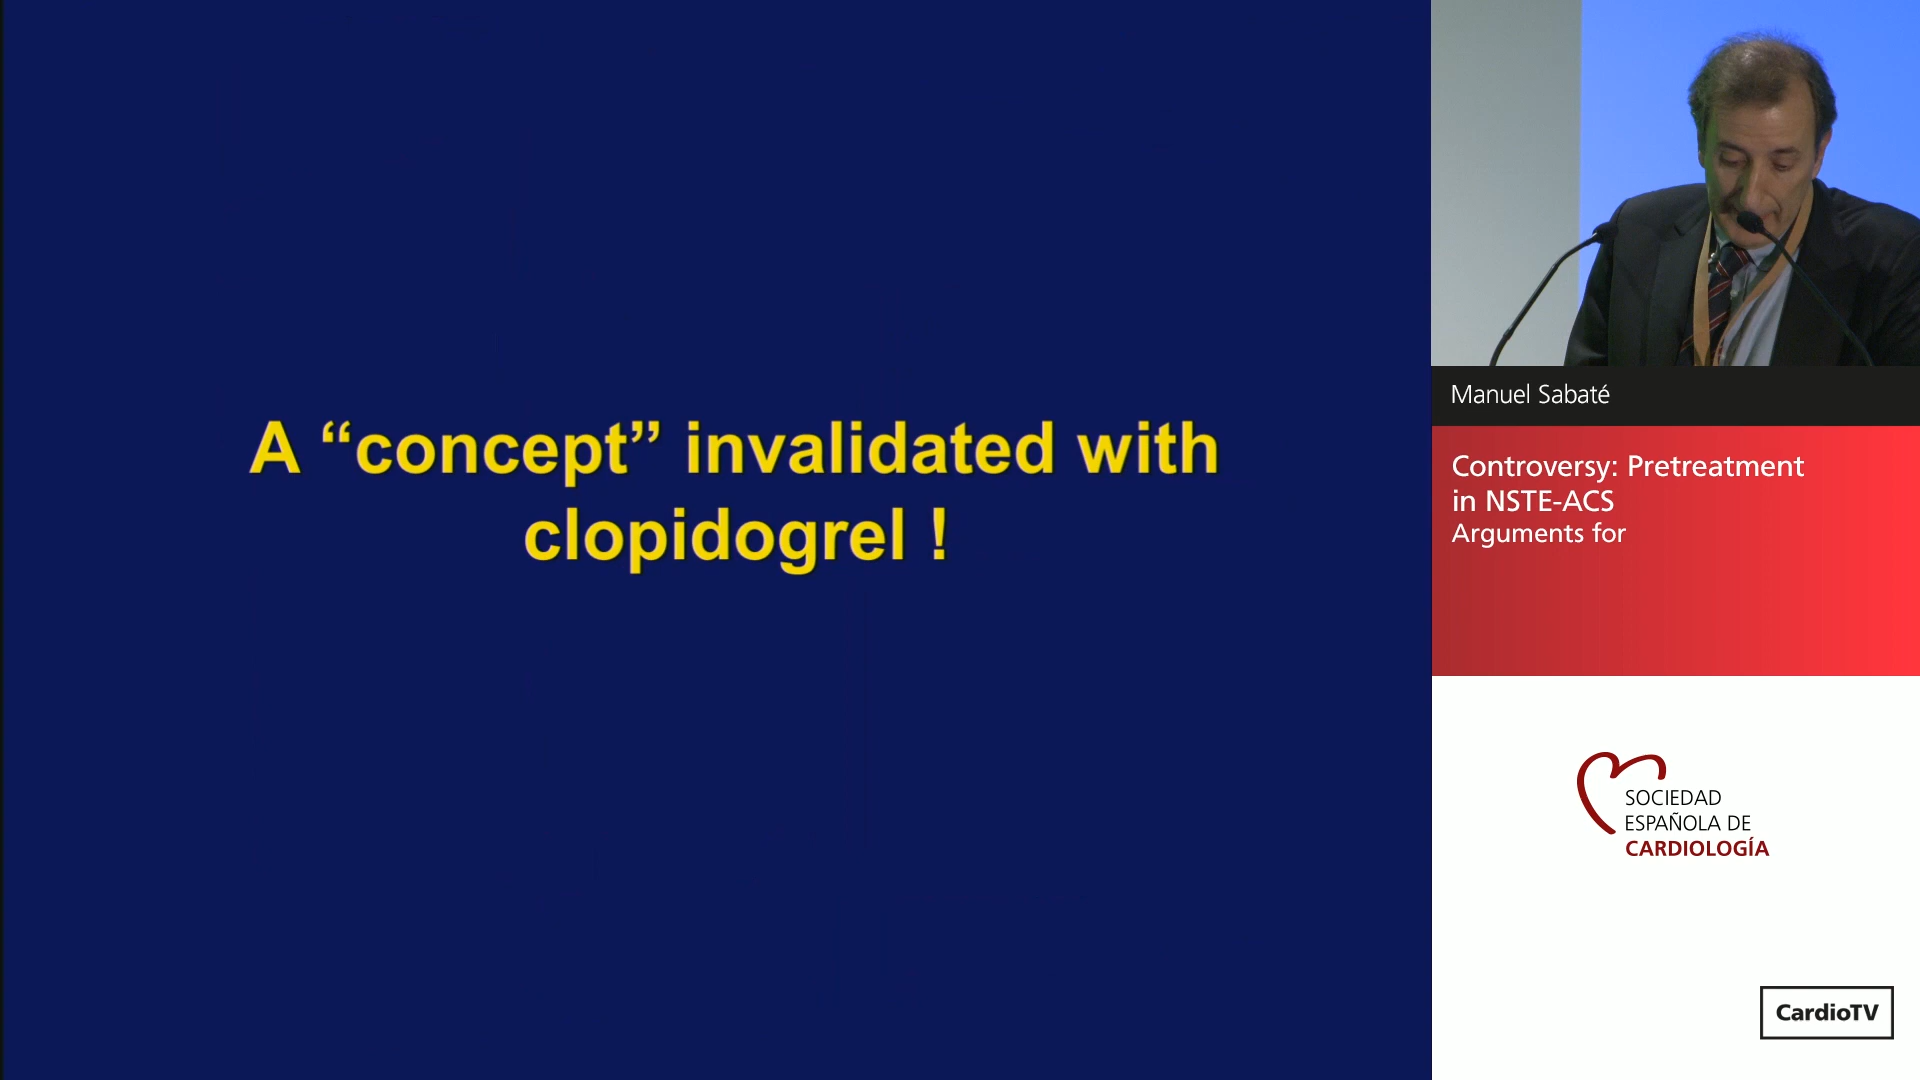 A “concept” invalidated with
clopidogrel !
Manuel Sabaté
Controversy: Pretreatment
in NSTE-ACS
Arguments for
SOCIEDAD
ESPAÑOLA DE
CARDIOLOGÍA
CardioTV